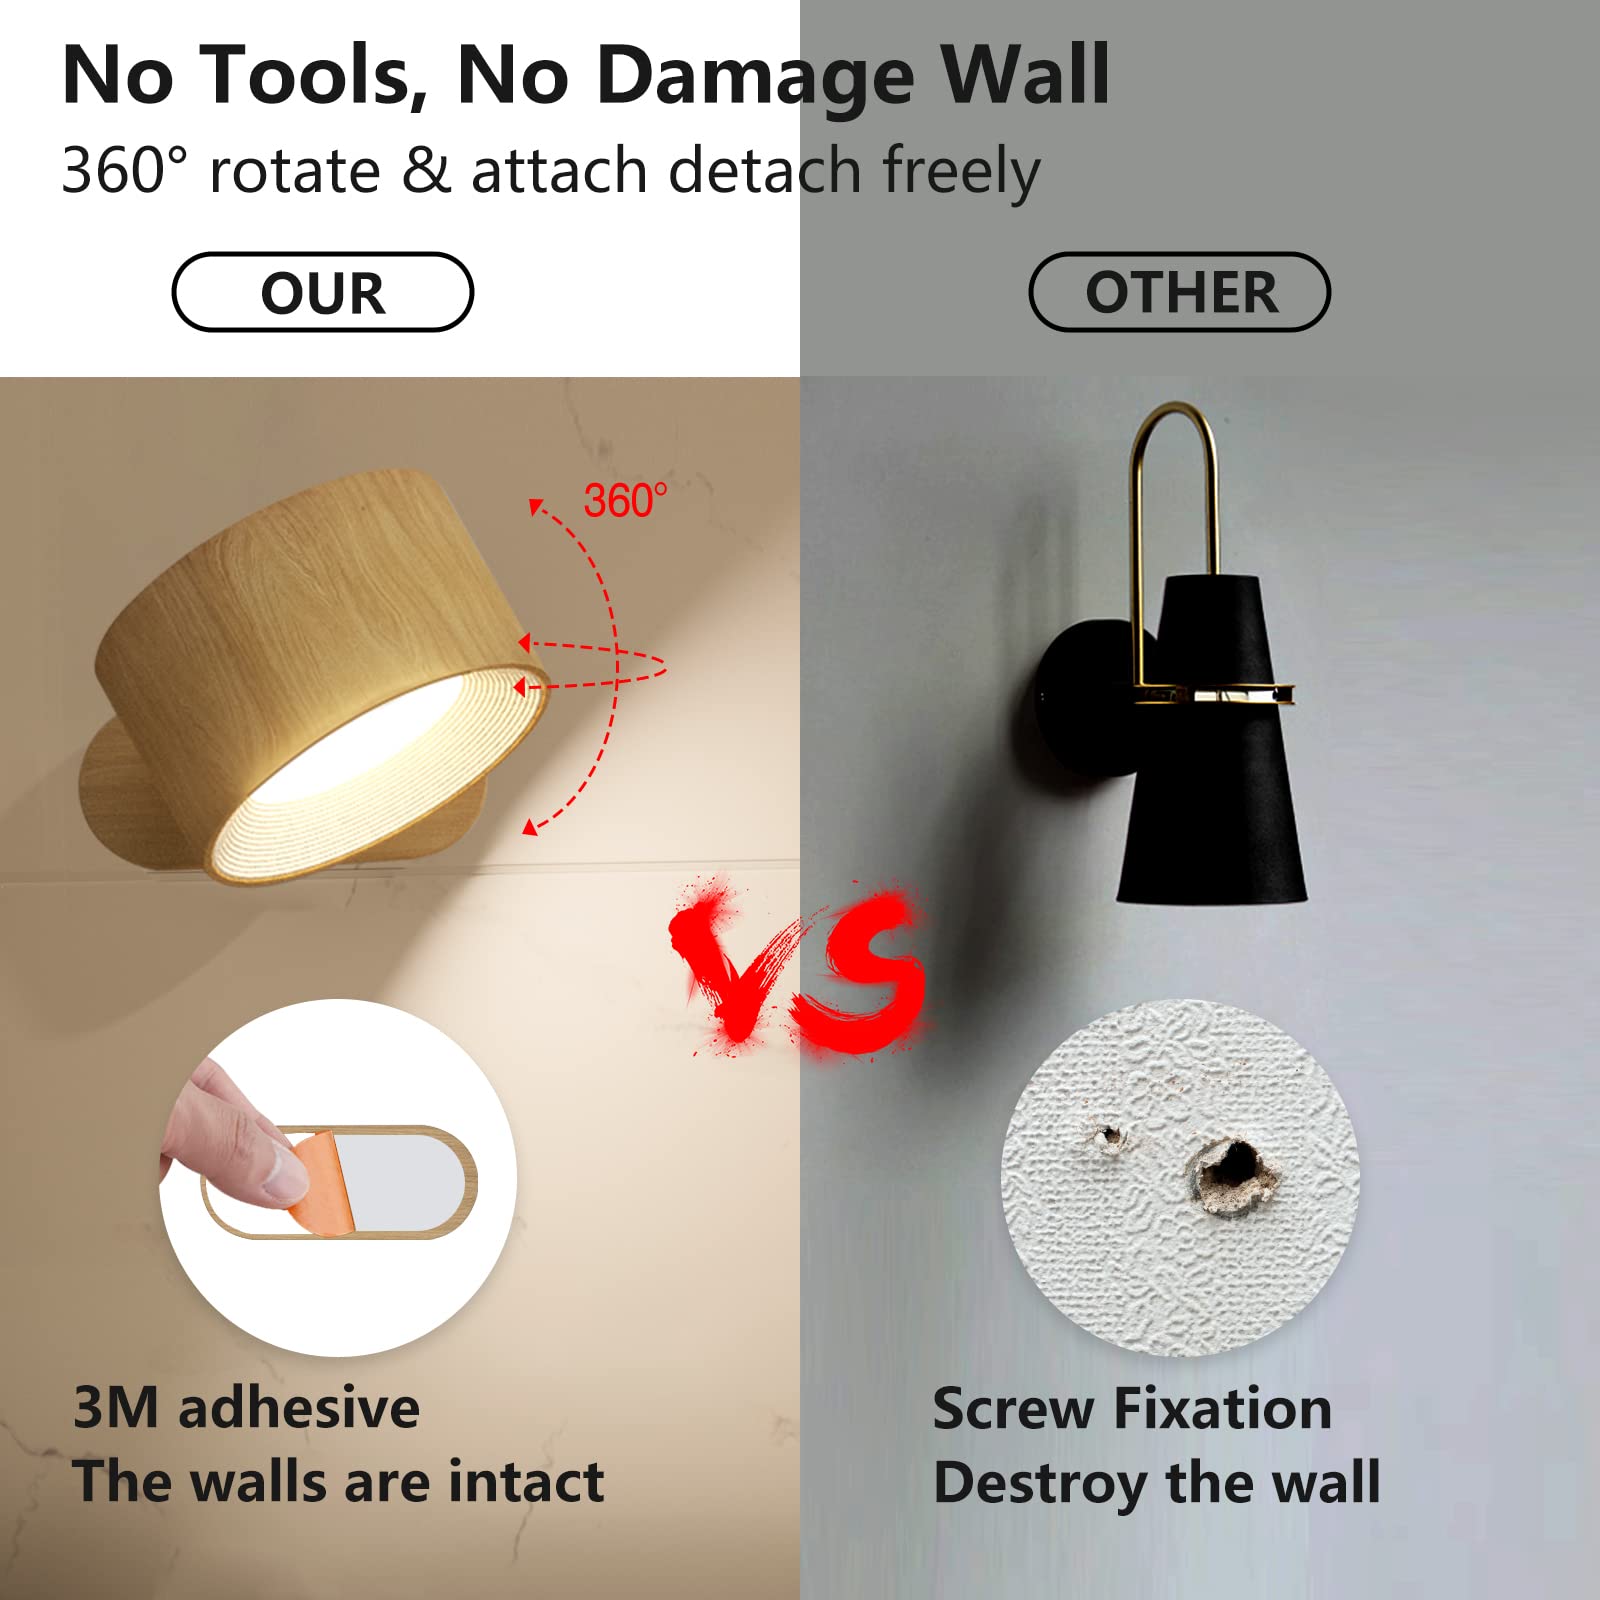 No Tools, No Damage Wall
360° rotate & attach detach freely
OUR
OTHER
360°
VS
3M adhesive
The walls are intact
Screw Fixation
Destroy the wall